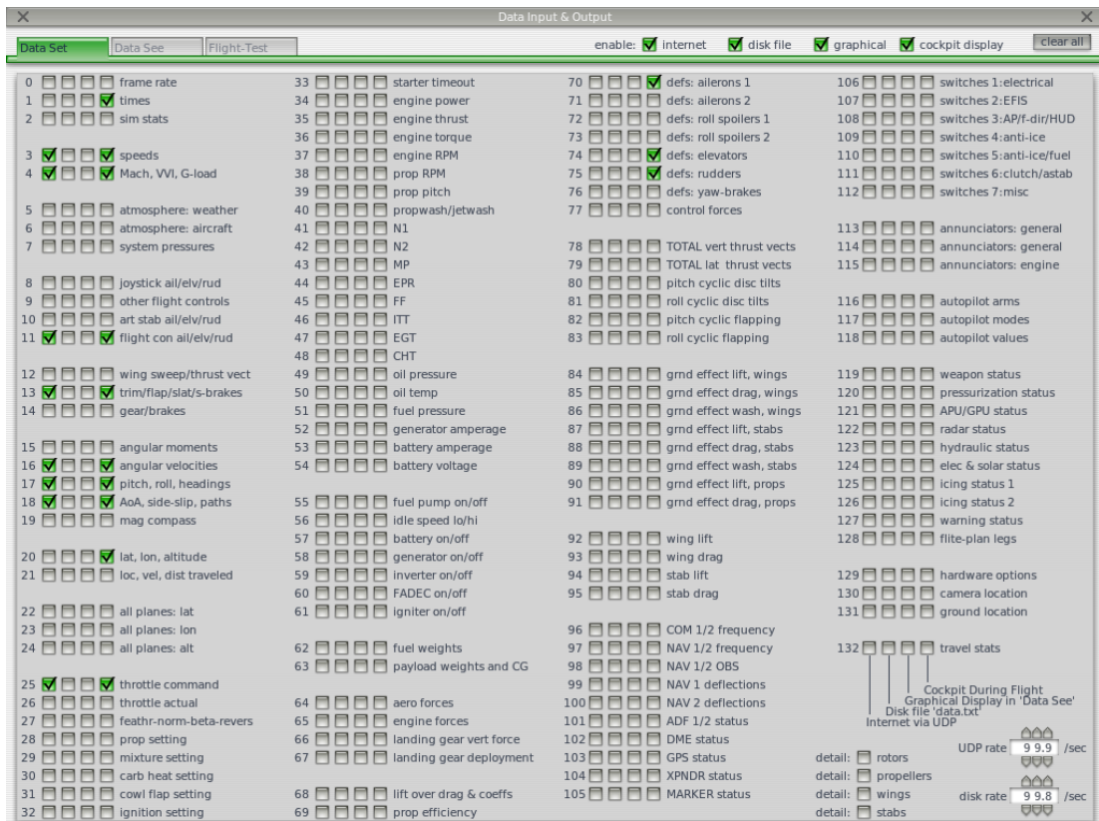 Data Input & Output
Data Set
Data See
Flight-Test
enable: internet disk file graphical cockpit display clear all
0 frame rate
1 times
2 sim stats
3 speeds
4 Mach, VVI, G-load
5 atmosphere: weather
6 atmosphere: aircraft
7 system pressures
8 joystick ail/elv/rud
9 other flight controls
10 art stab ail/elv/rud
11 flight con ail/elv/rud
12 wing sweep/thrust vect
13 trim/flap/slat/s-brakes
14 gear/brakes
15 angular moments
16 angular velocities
17 pitch, roll, headings
18 AoA, side-slip, paths
19 mag compass
20 lat, lon, altitude
21 loc, vel, dist traveled
22 all planes: lat
23 all planes: lon
24 all planes: alt
25 throttle command
26 throttle actual
27 feathr-norm-beta-revers
28 prop setting
29 mixture setting
30 carb heat setting
31 cowl flap setting
32 ignition setting
33 starter timeout
34 engine power
35 engine thrust
36 engine torque
37 engine RPM
38 prop RPM
39 prop pitch
40 propwash/jetwash
41 N1
42 N2
43 MP
44 EPR
45 FF
46 ITT
47 EGT
48 CHT
49 oil pressure
50 oil temp
51 fuel pressure
52 generator amperage
53 battery amperage
54 battery voltage
55 fuel pump on/off
56 idle speed lo/hi
57 battery on/off
58 generator on/off
59 inverter on/off
60 FADEC on/off
61 igniter on/off
62 fuel weights
63 payload weights and CG
64 aero forces
65 engine forces
66 landing gear vert force
67 landing gear deployment
68 lift over drag & coeffs
69 prop efficiency
70 defs: ailerons 1
71 defs: ailerons 2
72 defs: roll spoilers 1
73 defs: roll spoilers 2
74 defs: elevators
75 defs: rudders
76 defs: yaw-brakes
77 control forces
78 TOTAL vert thrust vects
79 TOTAL lat thrust vects
80 pitch cyclic disc tilts
81 roll cyclic disc tilts
82 pitch cyclic flapping
83 roll cyclic flapping
84 grnd effect lift, wings
85 grnd effect drag, wings
86 grnd effect wash, wings
87 grnd effect lift, stabs
88 grnd effect drag, stabs
89 grnd effect wash, stabs
90 grnd effect lift, props
91 grnd effect drag, props
92 wing lift
93 wing drag
94 stab lift
95 stab drag
96 COM 1/2 frequency
97 NAV 1/2 frequency
98 NAV 1/2 OBS
99 NAV 1 deflections
100 NAV 2 deflections
101 ADF 1/2 status
102 DME status
103 GPS status
104 XPNDR status
105 MARKER status
106 switches 1:electrical
107 switches 2:EFIS
108 switches 3:AP/f-dir/HUD
109 switches 4:anti-ice
110 switches 5:anti-ice/fuel
111 switches 6:clutch/astab
112 switches 7:misc
113 annunciators: general
114 annunciators: general
115 annunciators: engine
116 autopilot arms
117 autopilot modes
118 autopilot values
119 weapon status
120 pressurization status
121 APU/GPU status
122 radar status
123 hydraulic status
124 elec & solar status
125 icing status 1
126 icing status 2
127 warning status
128 flite-plan legs
129 hardware options
130 camera location
131 ground location
132 travel stats
Cockpit During Flight
Graphical Display in 'Data See'
Disk file 'data.txt'
Internet via UDP
UDP rate 9 9.9 /sec
detail: rotors
detail: propellers
detail: wings
disk rate 9 9.8 /sec
detail: stabs